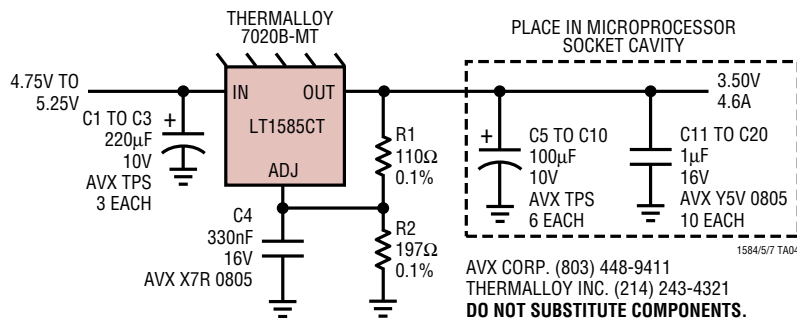 THERMALLOY
7020B-MT
PLACE IN MICROPROCESSOR
SOCKET CAVITY
4.75V TO
5.25V
IN
OUT
LT1585CT
ADJ
3.50V
4.6A
C1 TO C3
220µF
10V
AVX TPS
3 EACH
+
R1
110Ω
0.1%
+
C5 TO C10
100µF
10V
AVX TPS
6 EACH
C11 TO C20
1µF
16V
AVX Y5V 0805
10 EACH
C4
330nF
16V
AVX X7R 0805
R2
197Ω
0.1%
1584/5/7 TA04
AVX CORP. (803) 448-9411
THERMALLOY INC. (214) 243-4321
DO NOT SUBSTITUTE COMPONENTS.